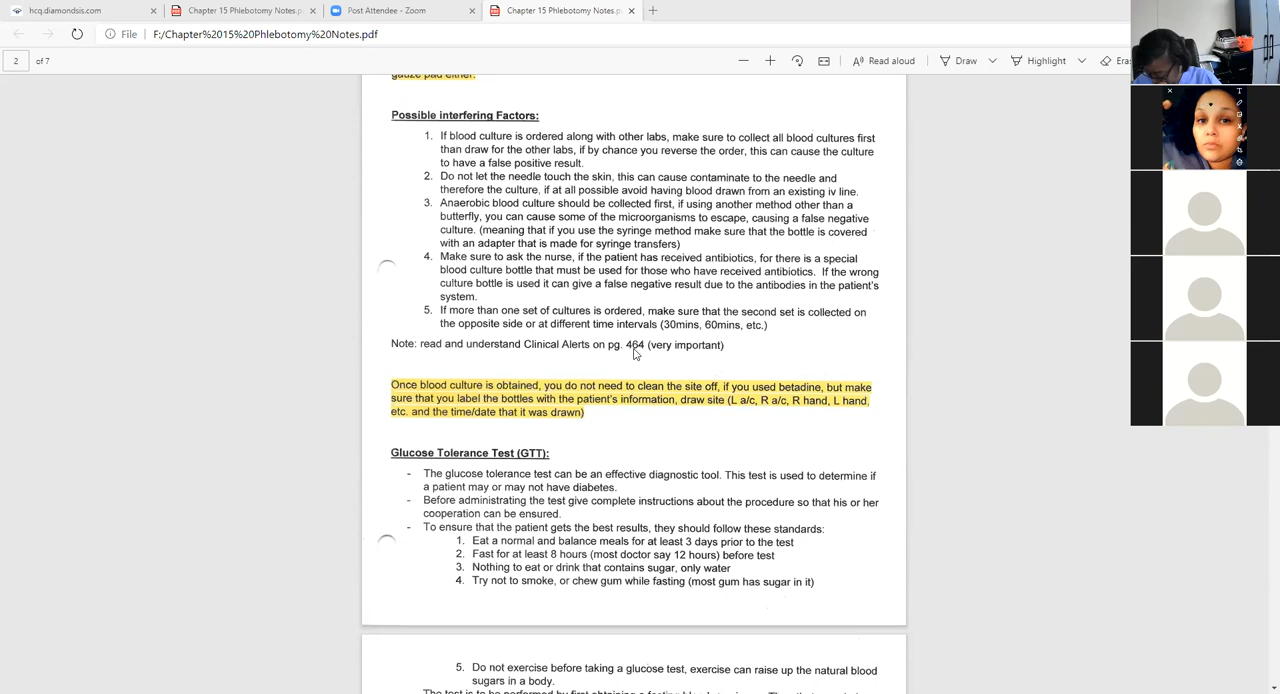 hcq.diamondsis.com
Chapter 15 Phlebotomy Notes.p
Post Attendee - Zoom
Chapter 15 Phlebotomy Notes.p
File | F:/Chapter%2015%20Phlebotomy%20Notes.pdf
2 of 7
Read aloud
Draw
Highlight
Eras
gauze pad either.
Possible interfering Factors:
1. If blood culture is ordered along with other labs, make sure to collect all blood cultures first
than draw for the other labs, if by chance you reverse the order, this can cause the culture
to have a false positive result.
2. Do not let the needle touch the skin, this can cause contaminate to the needle and
therefore the culture, if at all possible avoid having blood drawn from an existing iv line.
3. Anaerobic blood culture should be collected first, if using another method other than a
butterfly, you can cause some of the microorganisms to escape, causing a false negative
culture. (meaning that if you use the syringe method make sure that the bottle is covered
with an adapter that is made for syringe transfers)
4. Make sure to ask the nurse, if the patient has received antibiotics, for there is a special
blood culture bottle that must be used for those who have received antibiotics. If the wrong
culture bottle is used it can give a false negative result due to the antibodies in the patient's
system.
5. If more than one set of cultures is ordered, make sure that the second set is collected on
the opposite side or at different time intervals (30mins, 60mins, etc.)
Note: read and understand Clinical Alerts on pg. 464 (very important)
Once blood culture is obtained, you do not need to clean the site off, if you used betadine, but make
sure that you label the bottles with the patient's information, draw site (L a/c, R a/c, R hand, L hand,
etc. and the time/date that it was drawn)
Glucose Tolerance Test (GTT):
- The glucose tolerance test can be an effective diagnostic tool. This test is used to determine if
a patient may or may not have diabetes.
- Before administrating the test give complete instructions about the procedure so that his or her
cooperation can be ensured.
- To ensure that the patient gets the best results, they should follow these standards:
1. Eat a normal and balance meals for at least 3 days prior to the test
2. Fast for at least 8 hours (most doctor say 12 hours) before test
3. Nothing to eat or drink that contains sugar, only water
4. Try not to smoke, or chew gum while fasting (most gum has sugar in it)
5. Do not exercise before taking a glucose test, exercise can raise up the natural blood
sugars in a body.